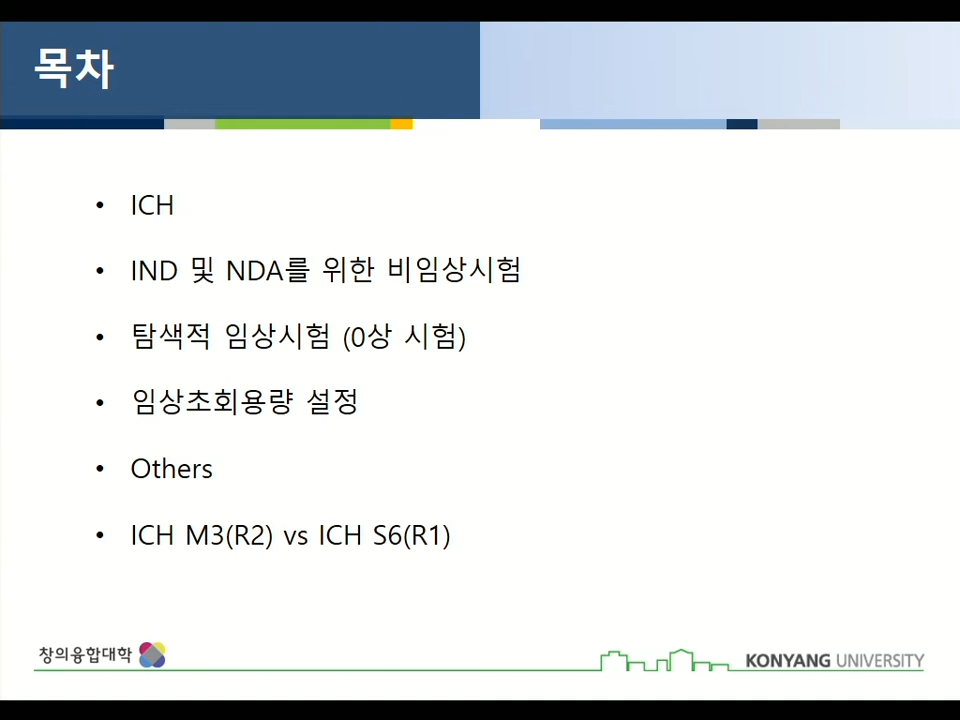 목차
• ICH
• IND 및 NDA를 위한 비임상시험
• 탐색적 임상시험 (0상 시험)
• 임상초회용량 설정
• Others
• ICH M3(R2) vs ICH S6(R1)
창의융합대학
KONYANG UNIVERSITY